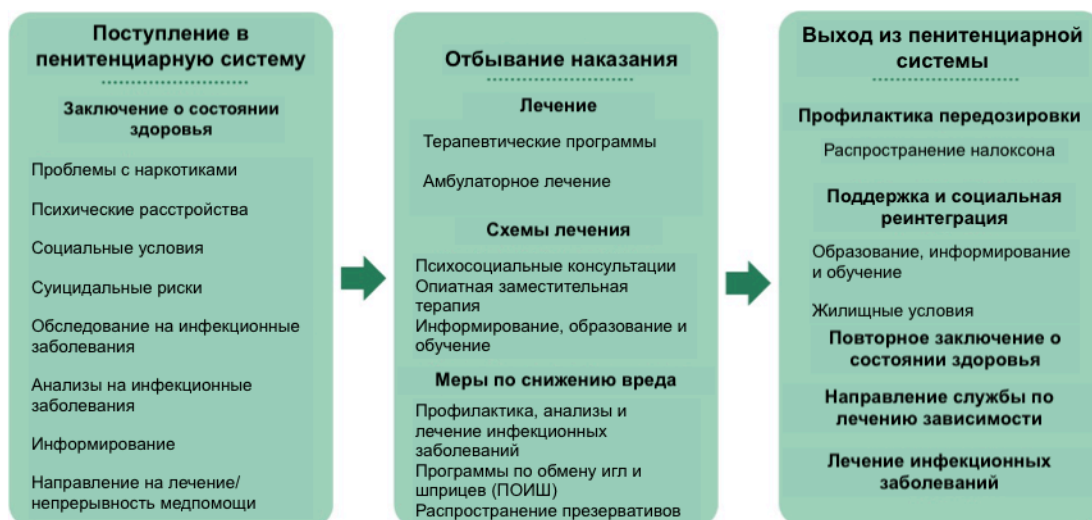 Поступление в
пенитенциарную систему
Заключение о состоянии
здоровья
Проблемы с наркотиками
Психические расстройства
Социальные условия
Суицидальные риски
Обследование на инфекционные
заболевания
Анализы на инфекционные
заболевания
Информирование
Направление на лечение/
непрерывность медпомощи
Отбывание наказания
Лечение
Терапевтические программы
Амбулаторное лечение
Схемы лечения
Психосоциальные консультации
Опиатная заместительная
терапия
Информирование, образование и
обучение
Меры по снижению вреда
Профилактика, анализы и
лечение инфекционных
заболеваний
Программы по обмену игл и
шприцев (ПОИШ)
Распространение презервативов
Выход из пенитенциарной
системы
Профилактика передозировки
Распространение налоксона
Поддержка и социальная
реинтеграция
Образование, информирование
и обучение
Жилищные условия
Повторное заключение о
состоянии здоровья
Направление службы по
лечению зависимости
Лечение инфекционных
заболеваний